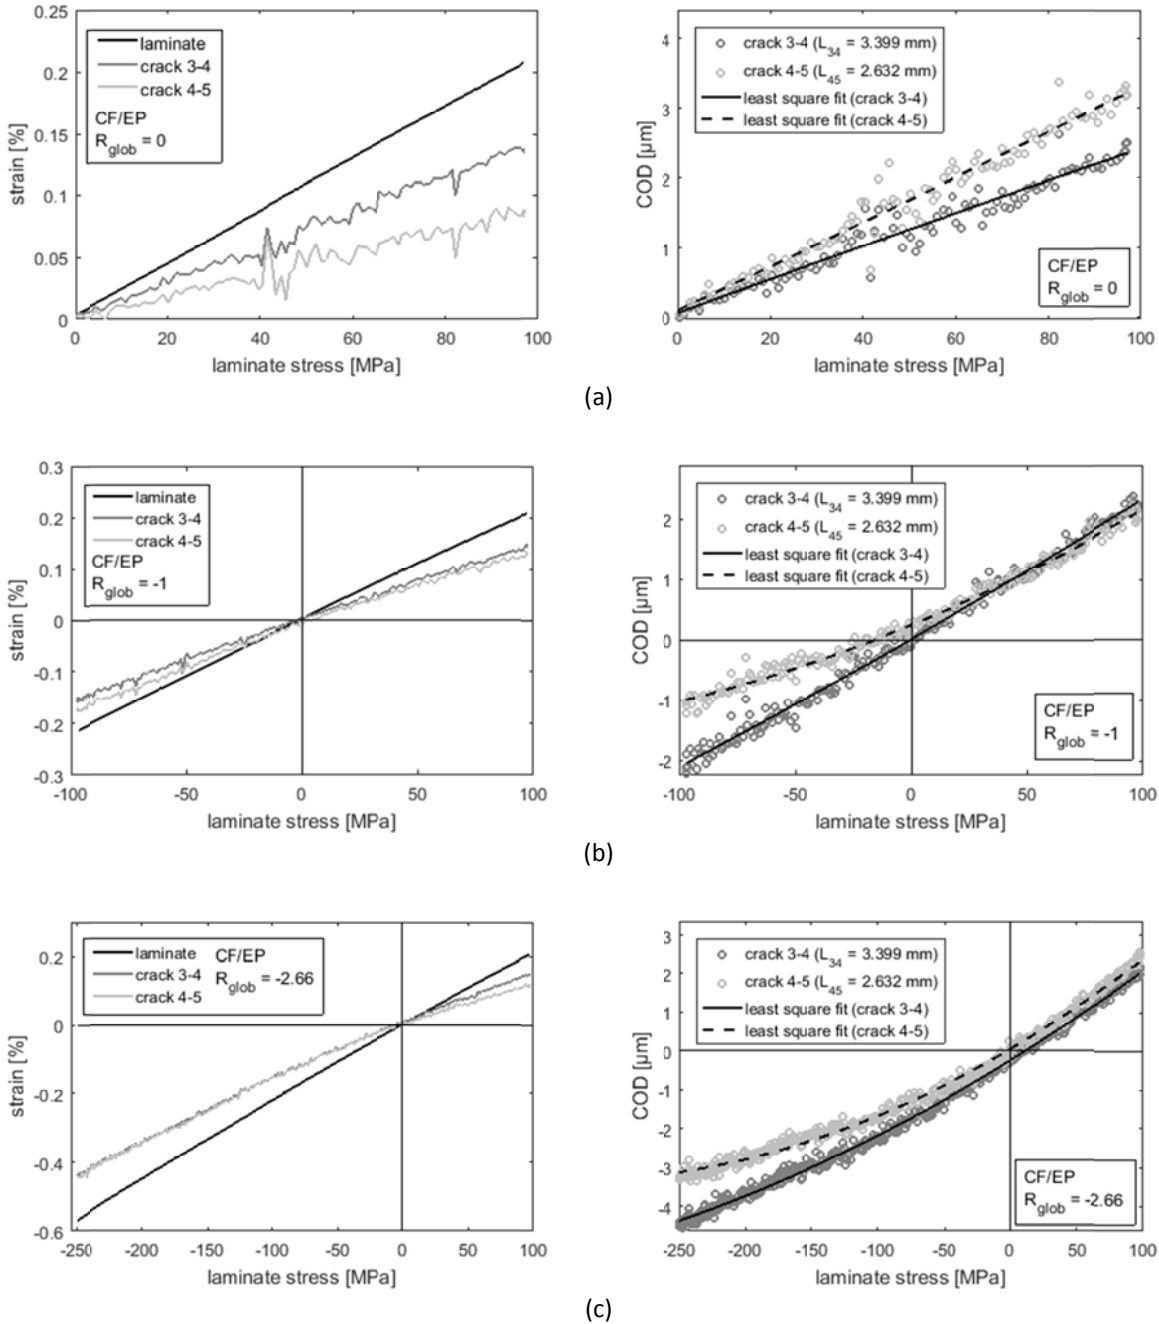 0.25
0.2
0.15
0.1
0.05
0
strain [%]
laminate
crack 3-4
crack 4-5
CF/EP
R_glob = 0
0 20 40 60 80 100
laminate stress [MPa]
4
3
2
1
0
COD [µm]
crack 3-4 (L_34 = 3.399 mm)
crack 4-5 (L_45 = 2.632 mm)
least square fit (crack 3-4)
least square fit (crack 4-5)
CF/EP
R_glob = 0
0 20 40 60 80 100
laminate stress [MPa]
(a)
0.3
0.2
0.1
0
-0.1
-0.2
-0.3
strain [%]
laminate
crack 3-4
crack 4-5
CF/EP
R_glob = -1
-100 -50 0 50 100
laminate stress [MPa]
2
1
0
-1
-2
COD [µm]
crack 3-4 (L_34 = 3.399 mm)
crack 4-5 (L_45 = 2.632 mm)
least square fit (crack 3-4)
least square fit (crack 4-5)
CF/EP
R_glob = -1
-100 -50 0 50 100
laminate stress [MPa]
(b)
0.2
0
-0.2
-0.4
-0.6
strain [%]
laminate
crack 3-4
crack 4-5
CF/EP
R_glob = -2.66
-250 -200 -150 -100 -50 0 50 100
laminate stress [MPa]
3
2
1
0
-1
-2
-3
-4
COD [µm]
crack 3-4 (L_34 = 3.399 mm)
crack 4-5 (L_45 = 2.632 mm)
least square fit (crack 3-4)
least square fit (crack 4-5)
CF/EP
R_glob = -2.66
-250 -200 -150 -100 -50 0 50 100
laminate stress [MPa]
(c)